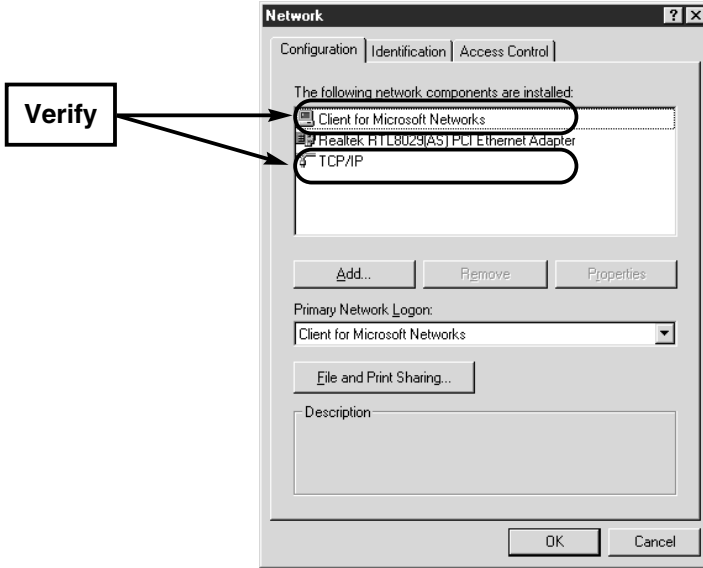 Network
Configuration Identification Access Control
The following network components are installed:
Verify
Client for Microsoft Networks
Realtek RTL8029(AS) PCI Ethernet Adapter
TCP/IP
Add... Remove Properties
Primary Network Logon:
Client for Microsoft Networks
File and Print Sharing...
Description
OK Cancel